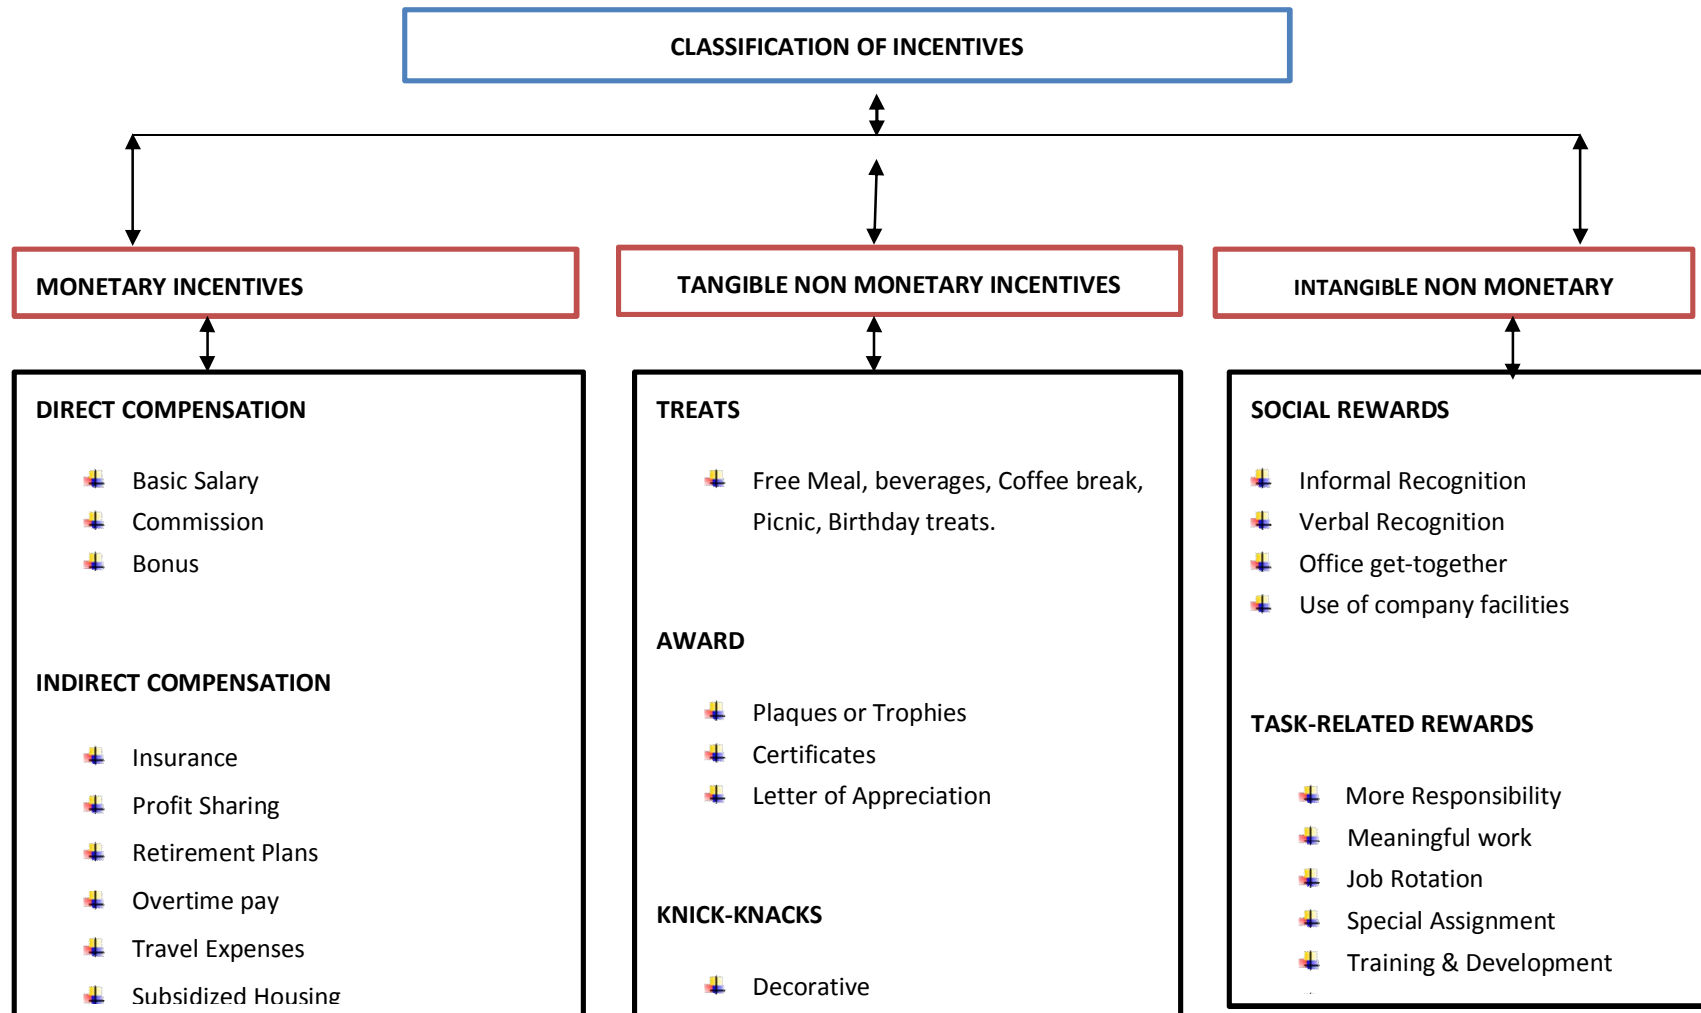 CLASSIFICATION OF INCENTIVES
MONETARY INCENTIVES
TANGIBLE NON MONETARY INCENTIVES
INTANGIBLE NON MONETARY
DIRECT COMPENSATION
Basic Salary
Commission
Bonus
INDIRECT COMPENSATION
Insurance
Profit Sharing
Retirement Plans
Overtime pay
Travel Expenses
Subsidized Housing
TREATS
Free Meal, beverages, Coffee break,
Picnic, Birthday treats.
AWARD
Plaques or Trophies
Certificates
Letter of Appreciation
KNICK-KNACKS
Decorative
SOCIAL REWARDS
Informal Recognition
Verbal Recognition
Office get-together
Use of company facilities
TASK-RELATED REWARDS
More Responsibility
Meaningful work
Job Rotation
Special Assignment
Training & Development